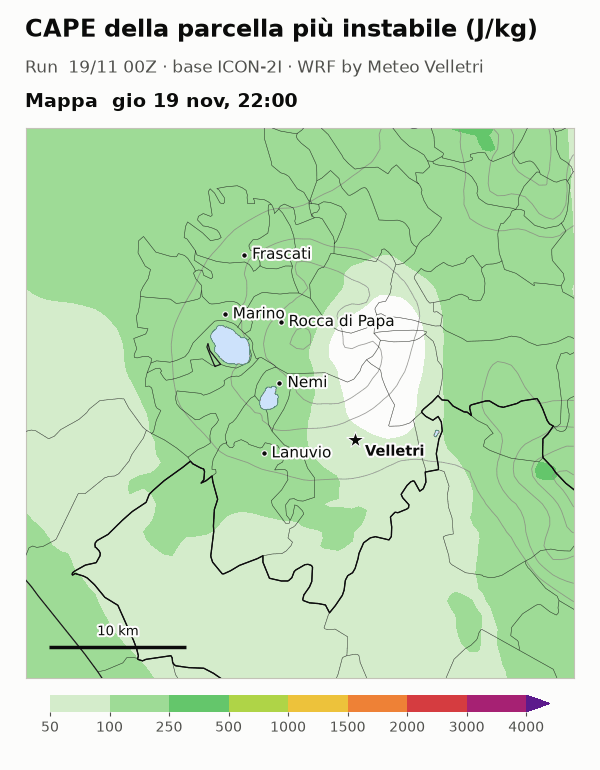 CAPE della parcella più instabile (J/kg)
Run  19/11 00Z · base ICON-2I · WRF by Meteo Velletri
Mappa  gio 19 nov, 22:00
Frascati
Marino
Rocca di Papa
Nemi
Velletri
Lanuvio
10 km
50 100 250 500 1000 1500 2000 3000 4000